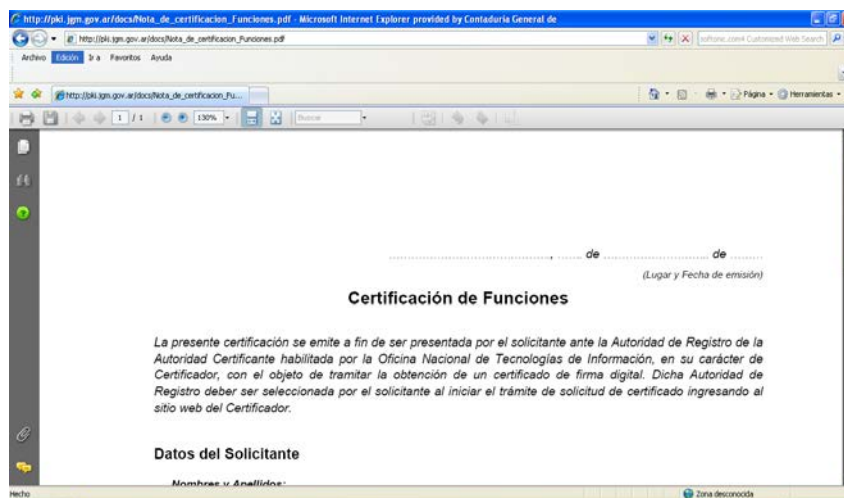 http://pki.jgm.gov.ar/docs/Nota_de_certificacion_Funciones.pdf - Microsoft Internet Explorer provided by Contaduria General de
http://pki.jgm.gov.ar/docs/Nota_de_certificacion_Funciones.pdf
Customized Web Search
Archivo Edición Ir a Favoritos Ayuda
http://pki.jgm.gov.ar/docs/Nota_de_certificacion_Fu...
Página Herramientas
1 / 1 130% Buscar
......, ...... de ...... de ......
(Lugar y Fecha de emisión)
Certificación de Funciones
La presente certificación se emite a fin de ser presentada por el solicitante ante la Autoridad de Registro de la
Autoridad Certificante habilitada por la Oficina Nacional de Tecnologías de Información, en su carácter de
Certificador, con el objeto de tramitar la obtención de un certificado de firma digital. Dicha Autoridad de
Registro deber ser seleccionada por el solicitante al iniciar el trámite de solicitud de certificado ingresando al
sitio web del Certificador.
Datos del Solicitante
Nombres y Apellidos:
Hecho
Zona desconocida